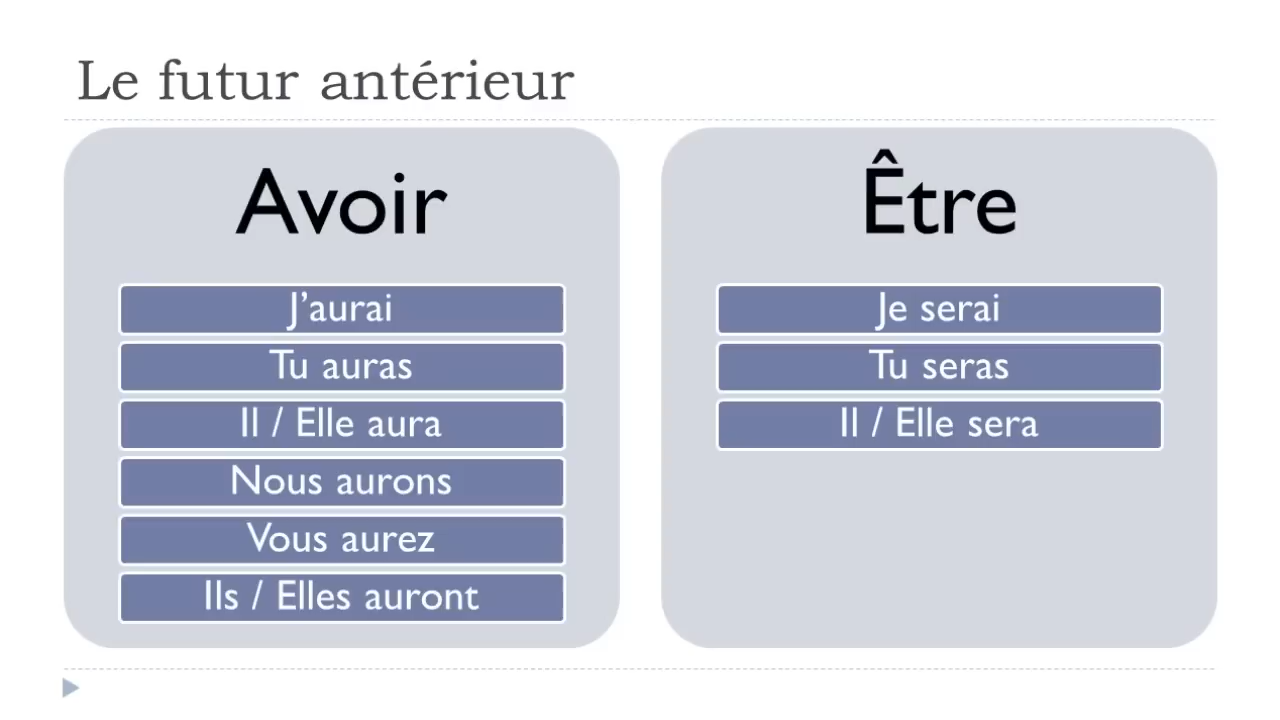 Le futur antérieur
Avoir
J’aurai
Tu auras
Il / Elle aura
Nous aurons
Vous aurez
Ils / Elles auront
Être
Je serai
Tu seras
Il / Elle sera